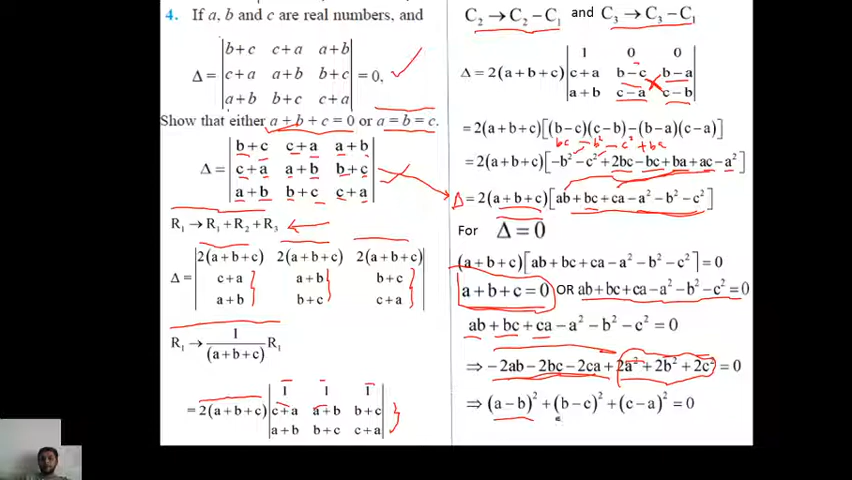 4. If a, b and c are real numbers, and
Δ = |b+c c+a a+b|
|c+a a+b b+c| = 0,
|a+b b+c c+a|
Show that either a + b + c = 0 or a = b = c.
Δ = |b+c c+a a+b|
|c+a a+b b+c|
|a+b b+c c+a|
R₁ → R₁ + R₂ + R₃
Δ = |2(a+b+c) 2(a+b+c) 2(a+b+c)|
|c+a a+b b+c|
|a+b b+c c+a|
R₁ → 1/(a+b+c) R₁
= 2(a+b+c) |1 1 1|
|c+a a+b b+c|
|a+b b+c c+a|
C₂ → C₂ − C₁ and C₃ → C₃ − C₁
Δ = 2(a+b+c) |1 0 0|
|c+a b−c b−a|
|a+b c−a c−b|
= 2(a+b+c)[(b−c)(c−b)−(b−a)(c−a)]
bc − b² − c² + bc
= 2(a+b+c)[−b²−c²+2bc−bc+ba+ac−a²]
Δ = 2(a+b+c)[ab+bc+ca−a²−b²−c²]
For Δ = 0
(a+b+c)[ab+bc+ca−a²−b²−c²]=0
a+b+c=0 OR ab+bc+ca−a²−b²−c²=0
ab+bc+ca−a²−b²−c²=0
⇒ −2ab−2bc−2ca+2a²+2b²+2c²=0
⇒ (a−b)²+(b−c)²+(c−a)²=0